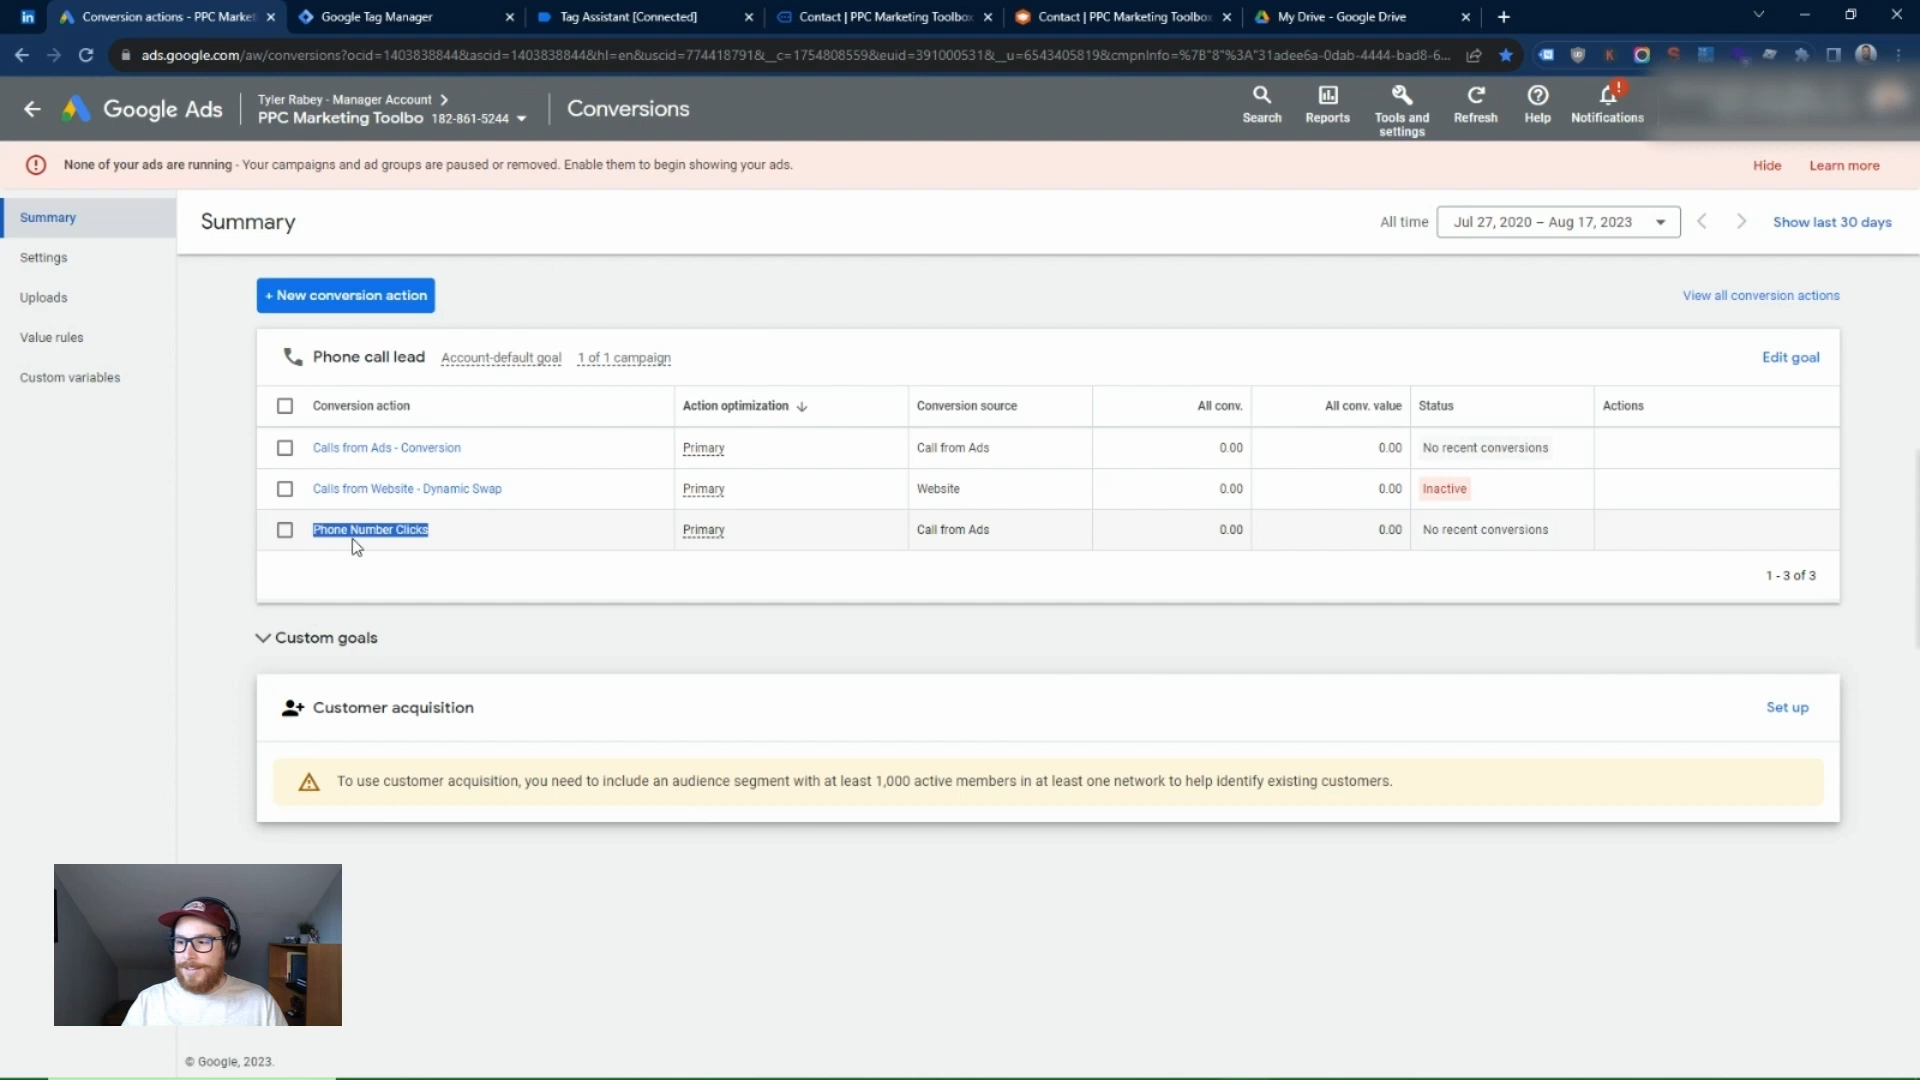 Conversion actions - PPC Market
Google Tag Manager
Tag Assistant [Connected]
Contact | PPC Marketing Toolbox
Contact | PPC Marketing Toolbo
My Drive - Google Drive
ads.google.com/aw/conversions?ocid=1403838844&ascid=1403838844&hl=en&uscid=774418791&__c=1754808559&euid=391000531&__u=6543405819&cmpnInfo=%7B"8"%3A"31adee6a-0dab-4444-bad8-6...
Google Ads
Tyler Rabey - Manager Account
PPC Marketing Toolbo 182-861-5244
Conversions
Search
Reports
Tools and settings
Refresh
Help
Notifications
None of your ads are running - Your campaigns and ad groups are paused or removed. Enable them to begin showing your ads.
Hide
Learn more
Summary
Settings
Uploads
Value rules
Custom variables
Summary
All time
Jul 27, 2020 – Aug 17, 2023
Show last 30 days
+ New conversion action
View all conversion actions
Phone call lead
Account-default goal
1 of 1 campaign
Edit goal
Conversion action
Action optimization
Conversion source
All conv.
All conv. value
Status
Actions
Calls from Ads - Conversion
Primary
Call from Ads
0.00
0.00
No recent conversions
Calls from Website - Dynamic Swap
Primary
Website
0.00
0.00
Inactive
Phone Number Clicks
Primary
Call from Ads
0.00
0.00
No recent conversions
1 - 3 of 3
Custom goals
Customer acquisition
Set up
To use customer acquisition, you need to include an audience segment with at least 1,000 active members in at least one network to help identify existing customers.
© Google, 2023.